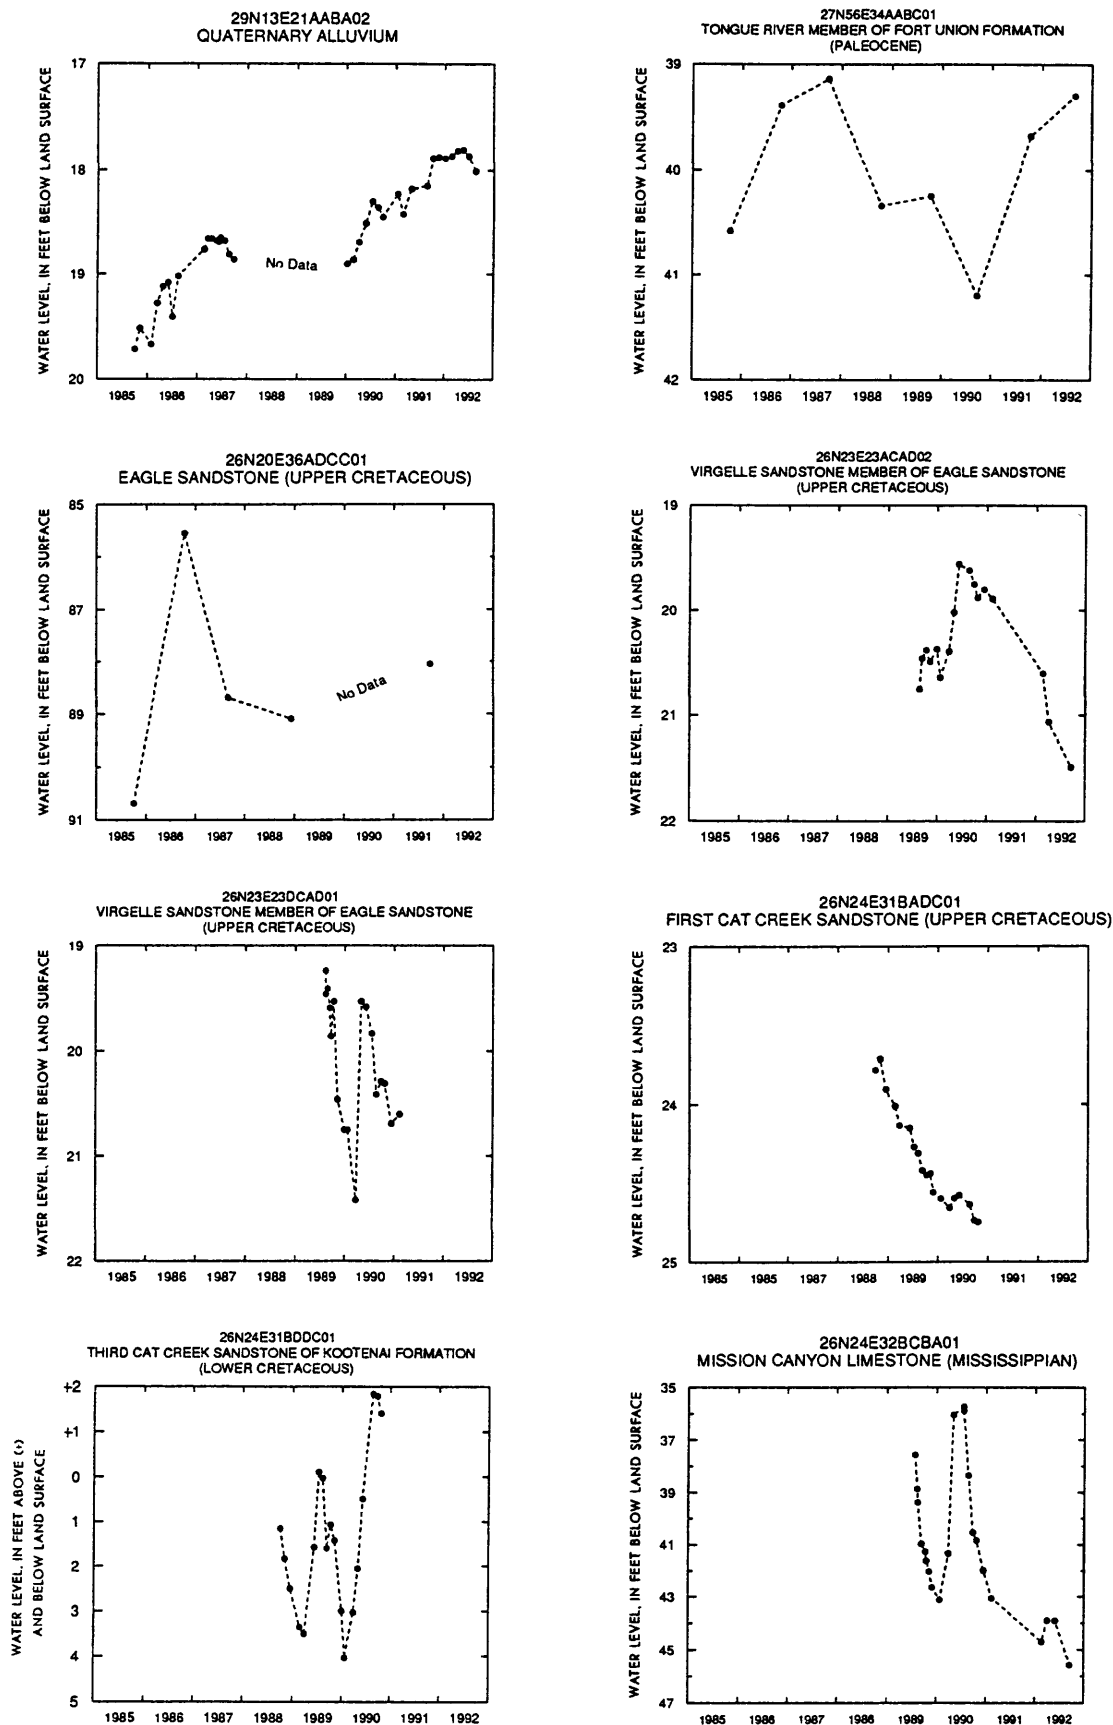 29N13E21AABA02
QUATERNARY ALLUVIUM
WATER LEVEL, IN FEET BELOW LAND SURFACE
17
18
19
20
No Data
1985 1986 1987 1988 1989 1990 1991 1992
27N56E34AABC01
TONGUE RIVER MEMBER OF FORT UNION FORMATION
(PALEOCENE)
WATER LEVEL, IN FEET BELOW LAND SURFACE
39
40
41
42
1985 1986 1987 1988 1989 1990 1991 1992
26N20E36ADCC01
EAGLE SANDSTONE (UPPER CRETACEOUS)
WATER LEVEL, IN FEET BELOW LAND SURFACE
85
87
89
91
No Data
1985 1986 1987 1988 1989 1990 1991 1992
26N23E23ACAD02
VIRGELLE SANDSTONE MEMBER OF EAGLE SANDSTONE
(UPPER CRETACEOUS)
WATER LEVEL, IN FEET BELOW LAND SURFACE
19
20
21
22
1985 1986 1987 1988 1989 1990 1991 1992
26N23E23DCAD01
VIRGELLE SANDSTONE MEMBER OF EAGLE SANDSTONE
(UPPER CRETACEOUS)
WATER LEVEL, IN FEET BELOW LAND SURFACE
19
20
21
22
1985 1986 1987 1988 1989 1990 1991 1992
26N24E31BADC01
FIRST CAT CREEK SANDSTONE (UPPER CRETACEOUS)
WATER LEVEL, IN FEET BELOW LAND SURFACE
23
24
25
1985 1985 1987 1988 1989 1990 1991 1992
26N24E31BDDC01
THIRD CAT CREEK SANDSTONE OF KOOTENAI FORMATION
(LOWER CRETACEOUS)
WATER LEVEL, IN FEET ABOVE (+)
AND BELOW LAND SURFACE
+2
+1
0
1
2
3
4
5
1985 1986 1987 1988 1989 1990 1991 1992
26N24E32BCBA01
MISSION CANYON LIMESTONE (MISSISSIPPIAN)
WATER LEVEL, IN FEET BELOW LAND SURFACE
35
37
39
41
43
45
47
1985 1986 1987 1988 1989 1990 1991 1992